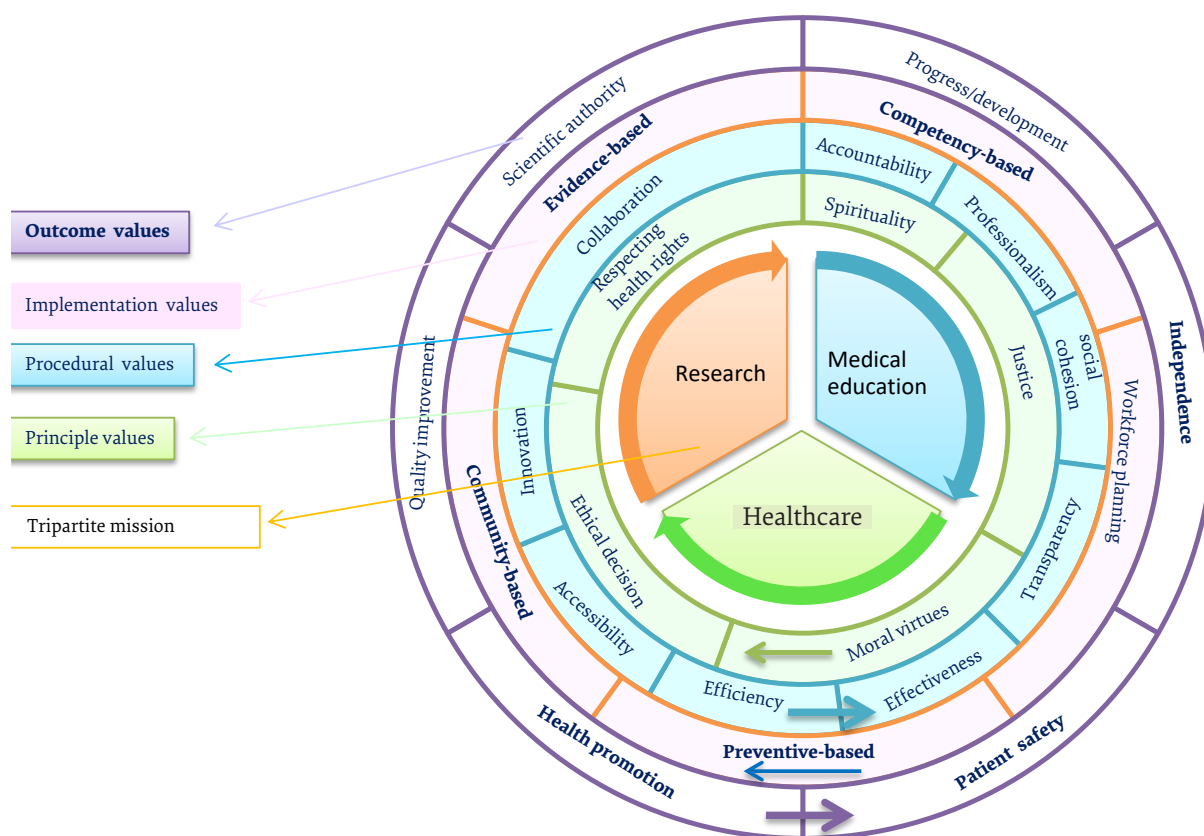 Outcome values
Implementation values
Procedural values
Principle values
Tripartite mission
Scientific authority
Progress/development
Independence
Patient safety
Health promotion
Quality improvement
Evidence-based
Competency-based
Workforce planning
Preventive-based
Community-based
Collaboration
Accountability
Professionalism
social
cohesion
Transparency
Effectiveness
Efficiency
Accessibility
Innovation
Respecting
health rights
Spirituality
Justice
Moral virtues
Ethical decision
Research
Medical
education
Healthcare